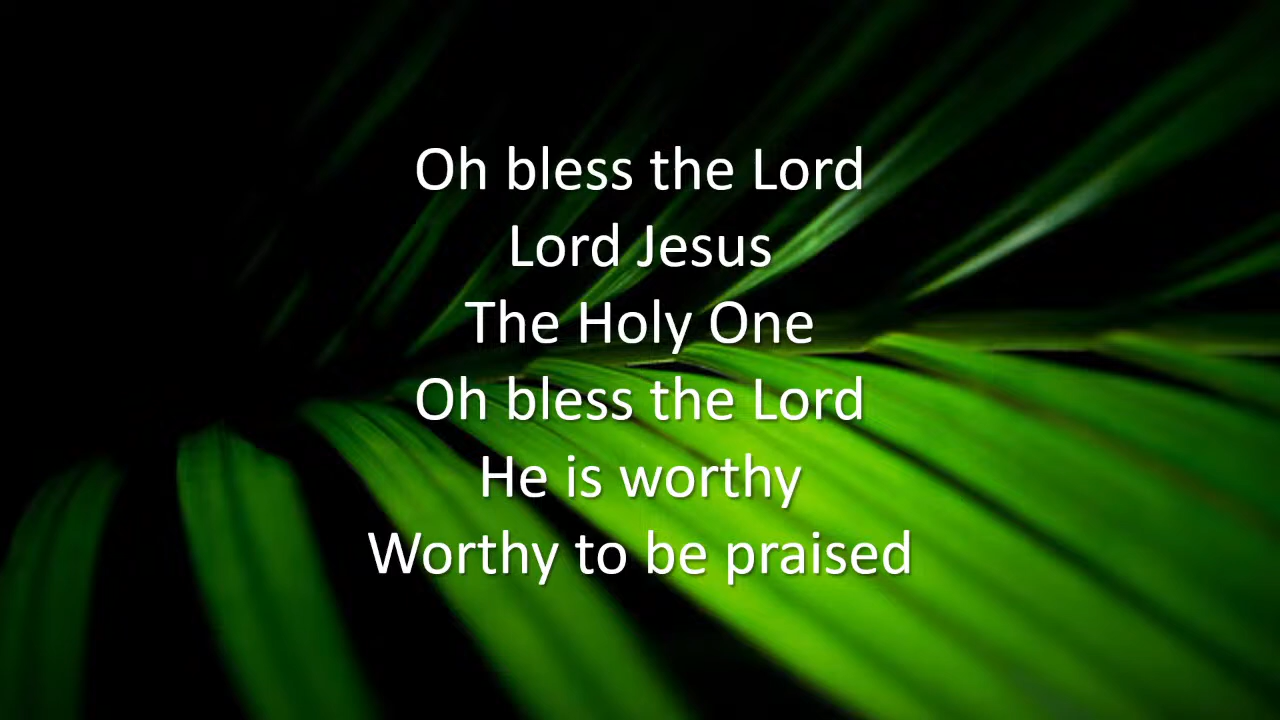 Oh bless the Lord
Lord Jesus
The Holy One
Oh bless the Lord
He is worthy
Worthy to be praised